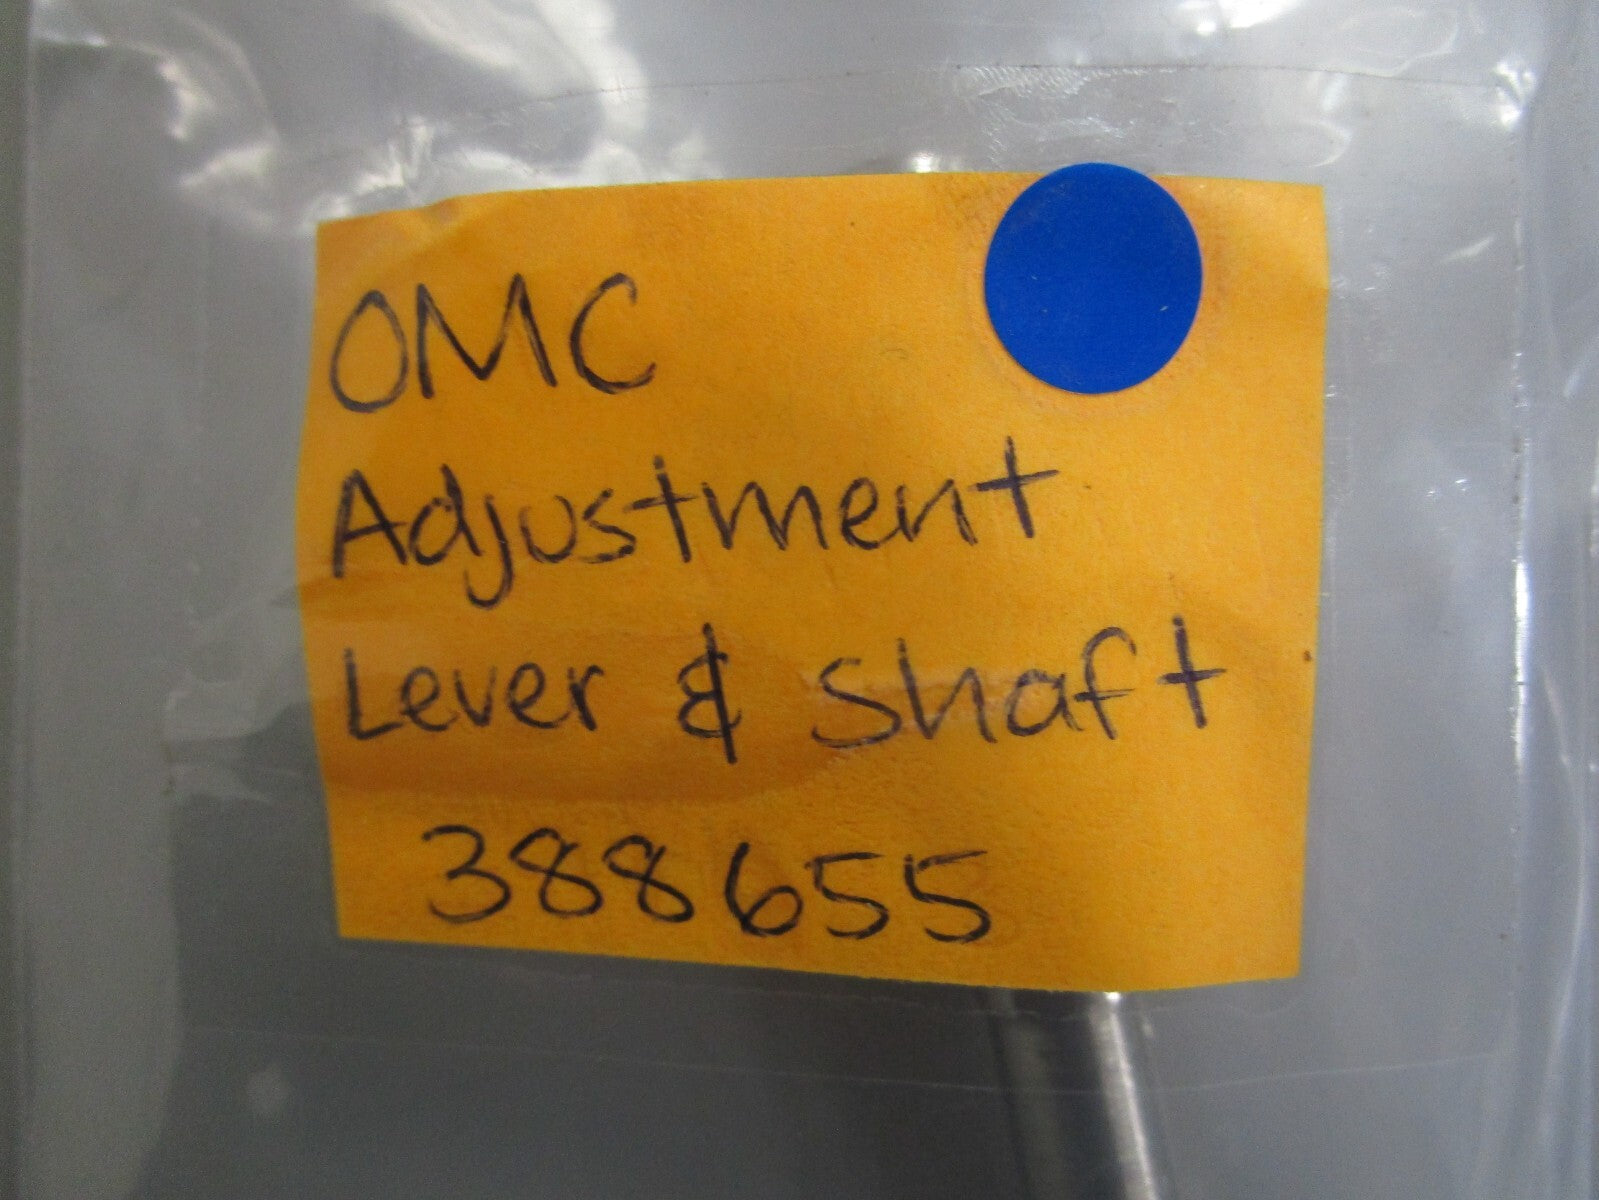 OMC
Adjustment
Lever & Shaft
388655